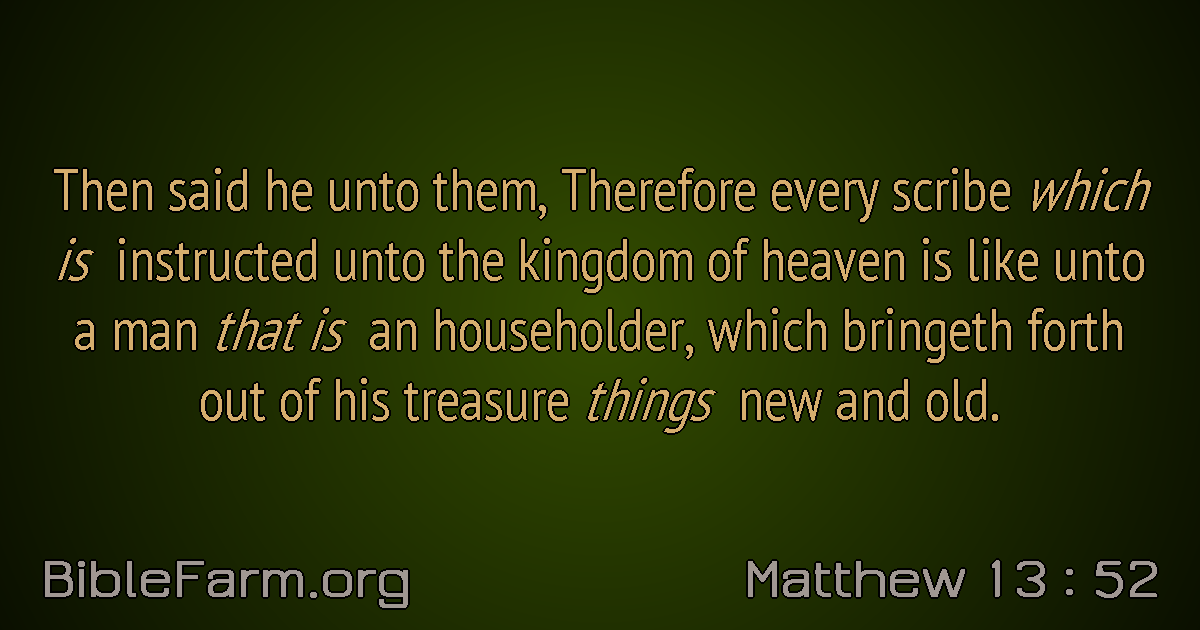 Then said he unto them, Therefore every scribe which
is instructed unto the kingdom of heaven is like unto
a man that is an householder, which bringeth forth
out of his treasure things new and old.
BibleFarm.org
Matthew 13 : 52